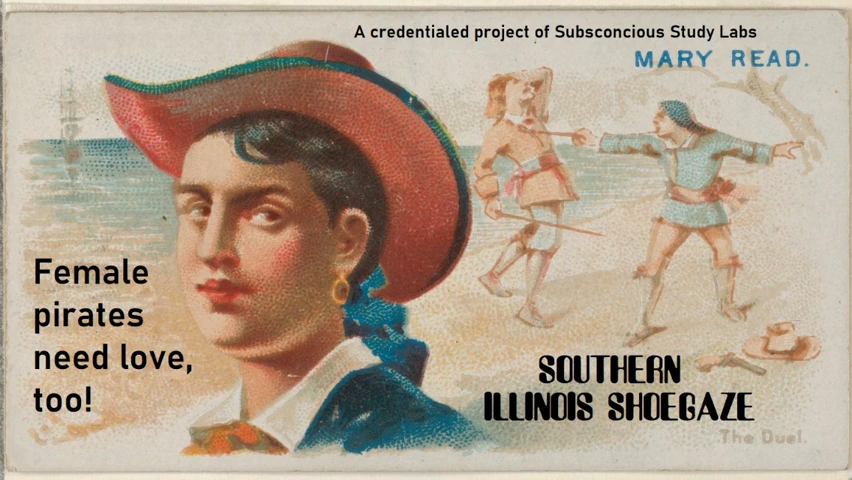 A credentialed project of Subsconcious Study Labs
MARY READ.
Female
pirates
need love,
too!
SOUTHERN
ILLINOIS SHOEGAZE
The Duel.